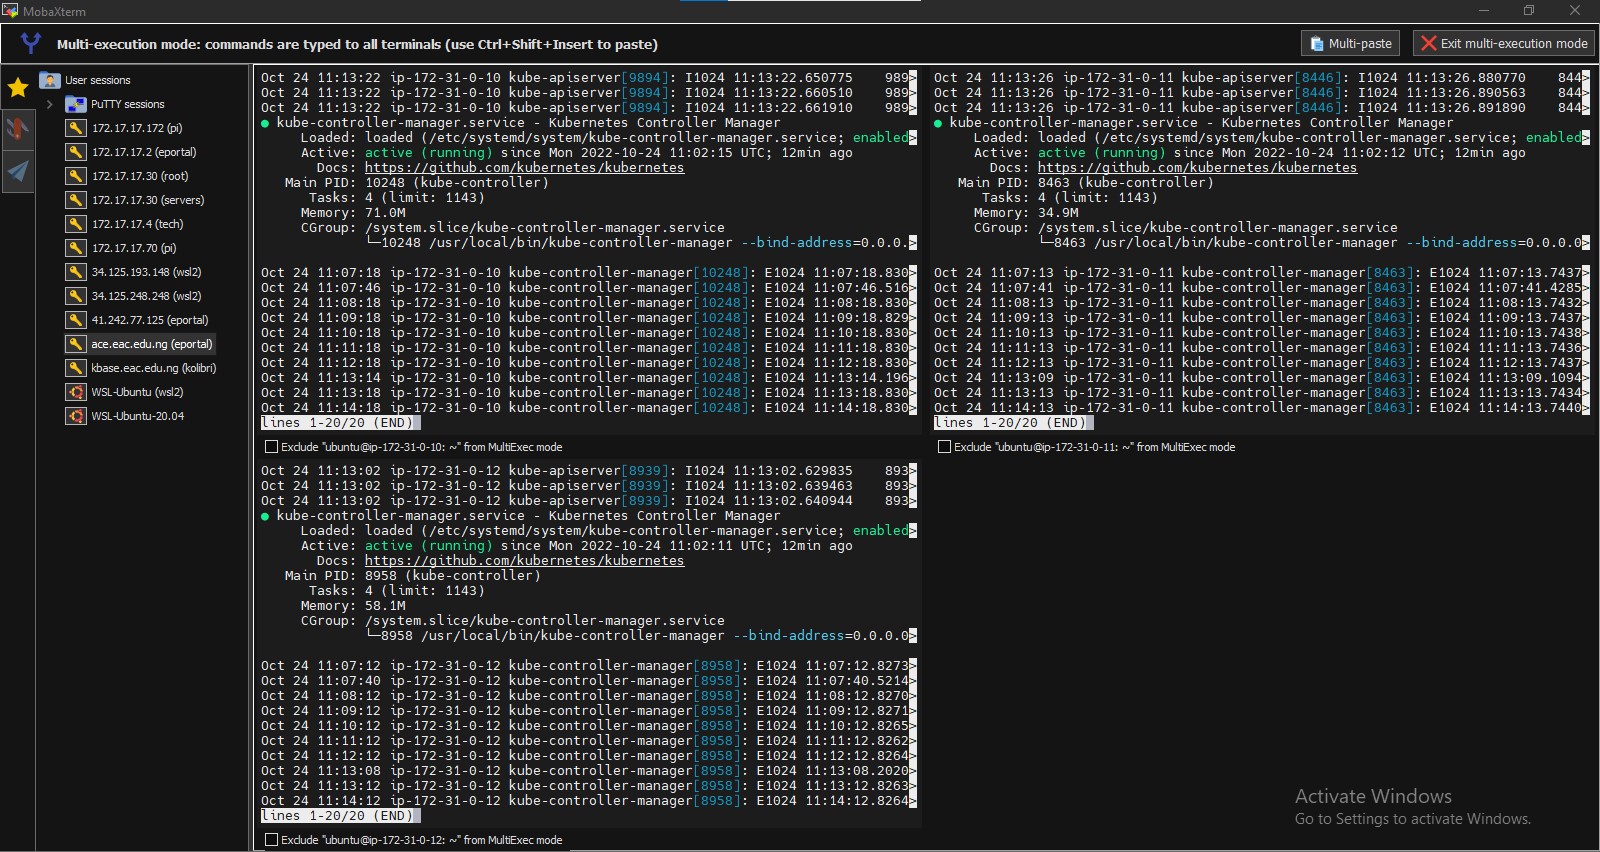 MobaXterm
Multi-execution mode: commands are typed to all terminals (use Ctrl+Shift+Insert to paste)
Multi-paste
Exit multi-execution mode
User sessions
PuTTY sessions
172.17.17.172 (pi)
172.17.17.2 (eportal)
172.17.17.30 (root)
172.17.17.30 (servers)
172.17.17.4 (tech)
172.17.17.70 (pi)
34.125.193.148 (wsl2)
34.125.248.248 (wsl2)
41.242.77.125 (eportal)
ace.eac.edu.ng (eportal)
kbase.eac.edu.ng (kolibri)
WSL-Ubuntu (wsl2)
WSL-Ubuntu-20.04
Oct 24 11:13:22 ip-172-31-0-10 kube-apiserver[9894]: I1024 11:13:22.650775    989>
Oct 24 11:13:22 ip-172-31-0-10 kube-apiserver[9894]: I1024 11:13:22.660510    989>
Oct 24 11:13:22 ip-172-31-0-10 kube-apiserver[9894]: I1024 11:13:22.661910    989>
● kube-controller-manager.service - Kubernetes Controller Manager
Loaded: loaded (/etc/systemd/system/kube-controller-manager.service; enabled>
Active: active (running) since Mon 2022-10-24 11:02:15 UTC; 12min ago
Docs: https://github.com/kubernetes/kubernetes
Main PID: 10248 (kube-controller)
Tasks: 4 (limit: 1143)
Memory: 71.0M
CGroup: /system.slice/kube-controller-manager.service
└─10248 /usr/local/bin/kube-controller-manager --bind-address=0.0.0.>
Oct 24 11:07:18 ip-172-31-0-10 kube-controller-manager[10248]: E1024 11:07:18.830>
Oct 24 11:07:46 ip-172-31-0-10 kube-controller-manager[10248]: E1024 11:07:46.516>
Oct 24 11:08:18 ip-172-31-0-10 kube-controller-manager[10248]: E1024 11:08:18.830>
Oct 24 11:09:18 ip-172-31-0-10 kube-controller-manager[10248]: E1024 11:09:18.829>
Oct 24 11:10:18 ip-172-31-0-10 kube-controller-manager[10248]: E1024 11:10:18.830>
Oct 24 11:11:18 ip-172-31-0-10 kube-controller-manager[10248]: E1024 11:11:18.830>
Oct 24 11:12:18 ip-172-31-0-10 kube-controller-manager[10248]: E1024 11:12:18.830>
Oct 24 11:13:14 ip-172-31-0-10 kube-controller-manager[10248]: E1024 11:13:14.196>
Oct 24 11:13:18 ip-172-31-0-10 kube-controller-manager[10248]: E1024 11:13:18.830>
Oct 24 11:14:18 ip-172-31-0-10 kube-controller-manager[10248]: E1024 11:14:18.830>
lines 1-20/20 (END)
Exclude "ubuntu@ip-172-31-0-10: ~" from MultiExec mode
Oct 24 11:13:26 ip-172-31-0-11 kube-apiserver[8446]: I1024 11:13:26.880770    844>
Oct 24 11:13:26 ip-172-31-0-11 kube-apiserver[8446]: I1024 11:13:26.890563    844>
Oct 24 11:13:26 ip-172-31-0-11 kube-apiserver[8446]: I1024 11:13:26.891890    844>
● kube-controller-manager.service - Kubernetes Controller Manager
Loaded: loaded (/etc/systemd/system/kube-controller-manager.service; enabled>
Active: active (running) since Mon 2022-10-24 11:02:12 UTC; 12min ago
Docs: https://github.com/kubernetes/kubernetes
Main PID: 8463 (kube-controller)
Tasks: 4 (limit: 1143)
Memory: 34.9M
CGroup: /system.slice/kube-controller-manager.service
└─8463 /usr/local/bin/kube-controller-manager --bind-address=0.0.0.0>
Oct 24 11:07:13 ip-172-31-0-11 kube-controller-manager[8463]: E1024 11:07:13.7437>
Oct 24 11:07:41 ip-172-31-0-11 kube-controller-manager[8463]: E1024 11:07:41.4285>
Oct 24 11:08:13 ip-172-31-0-11 kube-controller-manager[8463]: E1024 11:08:13.7432>
Oct 24 11:09:13 ip-172-31-0-11 kube-controller-manager[8463]: E1024 11:09:13.7437>
Oct 24 11:10:13 ip-172-31-0-11 kube-controller-manager[8463]: E1024 11:10:13.7438>
Oct 24 11:11:13 ip-172-31-0-11 kube-controller-manager[8463]: E1024 11:11:13.7436>
Oct 24 11:12:13 ip-172-31-0-11 kube-controller-manager[8463]: E1024 11:12:13.7437>
Oct 24 11:13:09 ip-172-31-0-11 kube-controller-manager[8463]: E1024 11:13:09.1094>
Oct 24 11:13:13 ip-172-31-0-11 kube-controller-manager[8463]: E1024 11:13:13.7434>
Oct 24 11:14:13 ip-172-31-0-11 kube-controller-manager[8463]: E1024 11:14:13.7440>
lines 1-20/20 (END)
Exclude "ubuntu@ip-172-31-0-11: ~" from MultiExec mode
Oct 24 11:13:02 ip-172-31-0-12 kube-apiserver[8939]: I1024 11:13:02.629835    893>
Oct 24 11:13:02 ip-172-31-0-12 kube-apiserver[8939]: I1024 11:13:02.639463    893>
Oct 24 11:13:02 ip-172-31-0-12 kube-apiserver[8939]: I1024 11:13:02.640944    893>
● kube-controller-manager.service - Kubernetes Controller Manager
Loaded: loaded (/etc/systemd/system/kube-controller-manager.service; enabled>
Active: active (running) since Mon 2022-10-24 11:02:11 UTC; 12min ago
Docs: https://github.com/kubernetes/kubernetes
Main PID: 8958 (kube-controller)
Tasks: 4 (limit: 1143)
Memory: 58.1M
CGroup: /system.slice/kube-controller-manager.service
└─8958 /usr/local/bin/kube-controller-manager --bind-address=0.0.0.0>
Oct 24 11:07:12 ip-172-31-0-12 kube-controller-manager[8958]: E1024 11:07:12.8273>
Oct 24 11:07:40 ip-172-31-0-12 kube-controller-manager[8958]: E1024 11:07:40.5214>
Oct 24 11:08:12 ip-172-31-0-12 kube-controller-manager[8958]: E1024 11:08:12.8270>
Oct 24 11:09:12 ip-172-31-0-12 kube-controller-manager[8958]: E1024 11:09:12.8271>
Oct 24 11:10:12 ip-172-31-0-12 kube-controller-manager[8958]: E1024 11:10:12.8265>
Oct 24 11:11:12 ip-172-31-0-12 kube-controller-manager[8958]: E1024 11:11:12.8262>
Oct 24 11:12:12 ip-172-31-0-12 kube-controller-manager[8958]: E1024 11:12:12.8264>
Oct 24 11:13:08 ip-172-31-0-12 kube-controller-manager[8958]: E1024 11:13:08.2020>
Oct 24 11:13:12 ip-172-31-0-12 kube-controller-manager[8958]: E1024 11:13:12.8263>
Oct 24 11:14:12 ip-172-31-0-12 kube-controller-manager[8958]: E1024 11:14:12.8264>
lines 1-20/20 (END)
Exclude "ubuntu@ip-172-31-0-12: ~" from MultiExec mode
Activate Windows
Go to Settings to activate Windows.